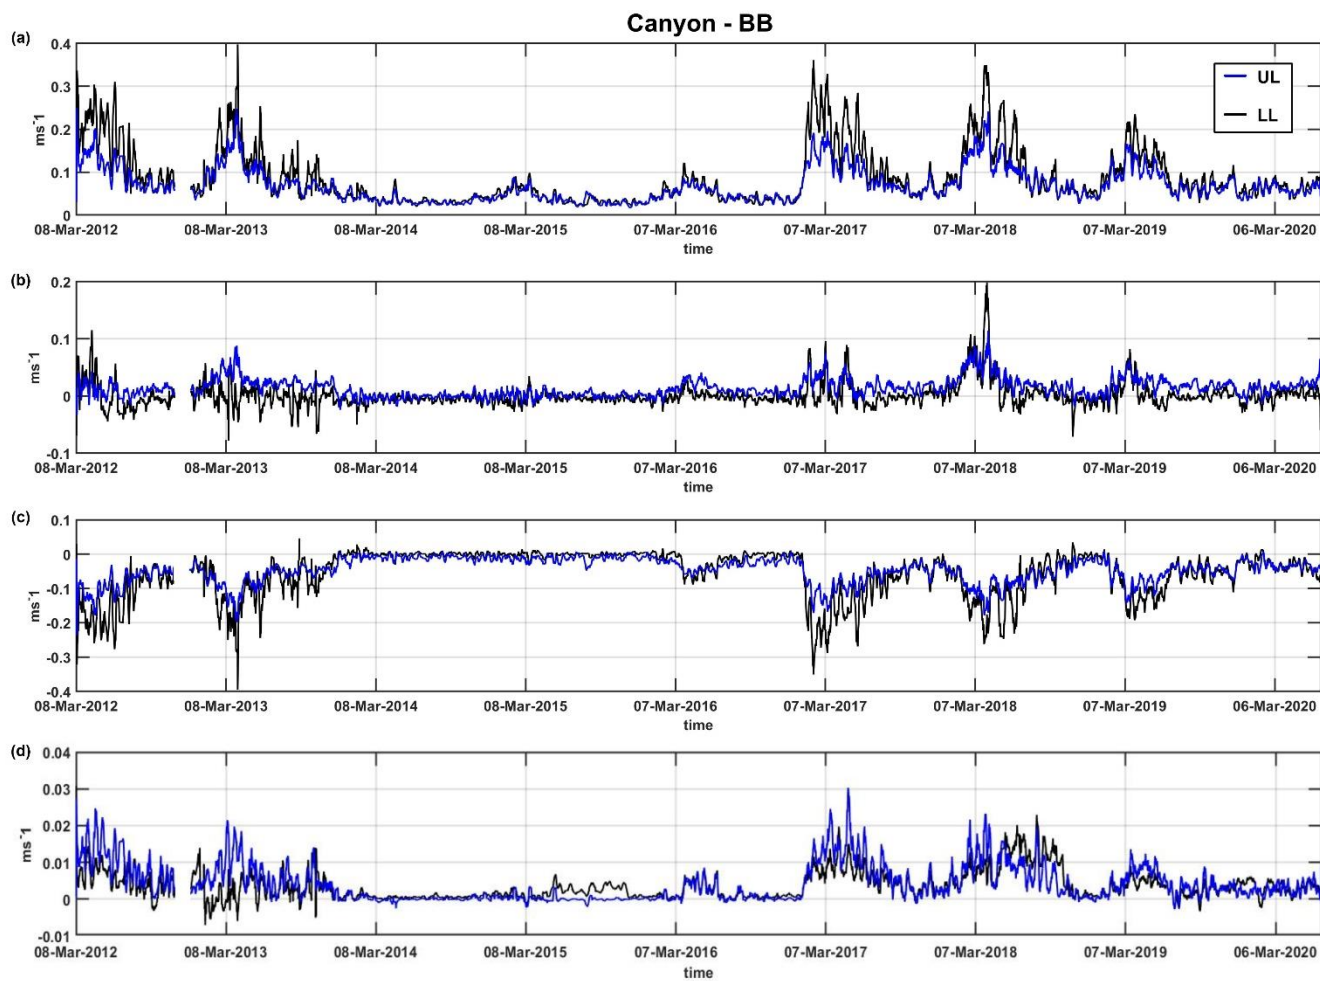 Canyon - BB
(a)
0.4
0.3
0.2
0.1
0
ms-1
UL
LL
08-Mar-2012 08-Mar-2013 08-Mar-2014 08-Mar-2015 07-Mar-2016 07-Mar-2017 07-Mar-2018 07-Mar-2019 06-Mar-2020
time
(b)
0.2
0.1
0
-0.1
ms-1
08-Mar-2012 08-Mar-2013 08-Mar-2014 08-Mar-2015 07-Mar-2016 07-Mar-2017 07-Mar-2018 07-Mar-2019 06-Mar-2020
time
(c)
0.1
0
-0.1
-0.2
-0.3
-0.4
ms-1
08-Mar-2012 08-Mar-2013 08-Mar-2014 08-Mar-2015 07-Mar-2016 07-Mar-2017 07-Mar-2018 07-Mar-2019 06-Mar-2020
time
(d)
0.04
0.03
0.02
0.01
0
-0.01
ms-1
08-Mar-2012 08-Mar-2013 08-Mar-2014 08-Mar-2015 07-Mar-2016 07-Mar-2017 07-Mar-2018 07-Mar-2019 06-Mar-2020
time